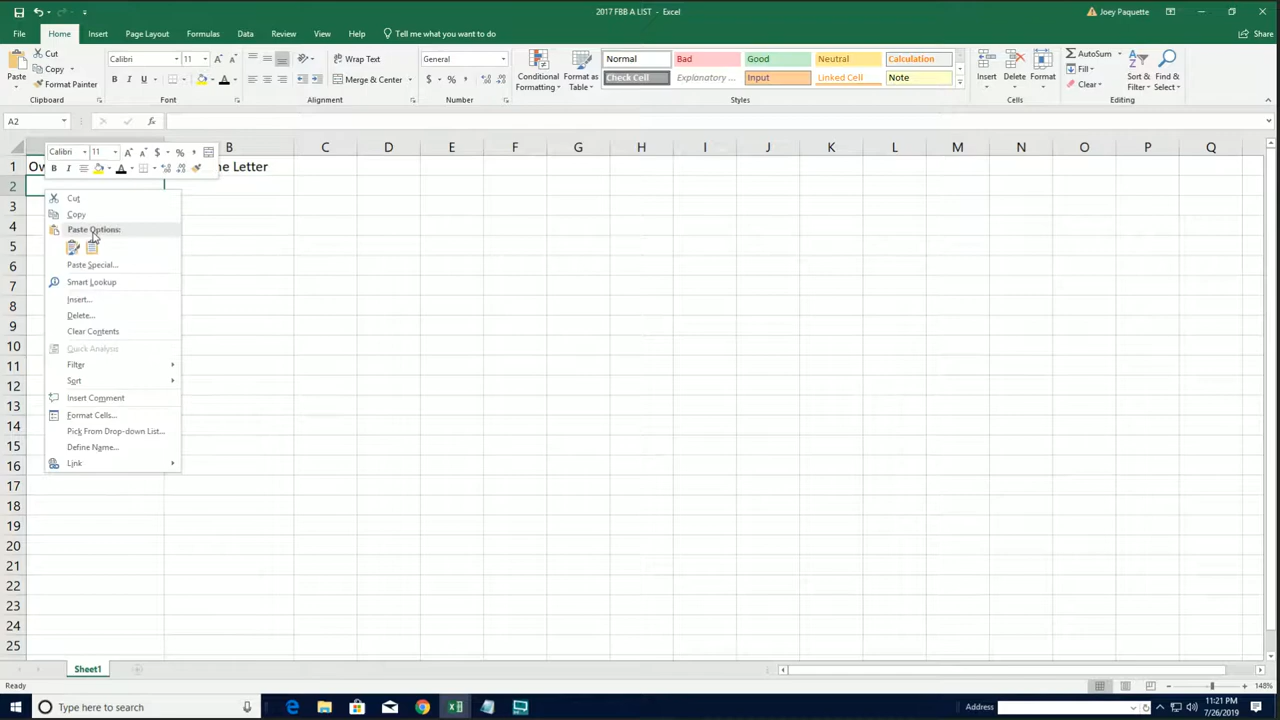 2017 FBB A LIST - Excel
Joey Paquette
File Home Insert Page Layout Formulas Data Review View Help Tell me what you want to do Share
Cut
Copy
Format Painter
Paste
Clipboard
Calibri 11
B I U
Font
Wrap Text
Merge & Center
Alignment
General
$ % ,
Number
Conditional Formatting
Format as Table
Normal Bad Good Neutral Calculation
Check Cell Explanatory ... Input Linked Cell Note
Styles
Insert Delete Format
Cells
AutoSum
Fill
Clear
Sort & Filter
Find & Select
Editing
A2
fx
B C D E F G H I J K L M N O P Q
Calibri 11 $ % ,
B I A
1 Ow ne Letter
2
3
4
5
6
7
8
9
10
11
12
13
14
15
16
17
18
19
20
21
22
23
24
25
Cut
Copy
Paste Options:
Paste Special...
Smart Lookup
Insert...
Delete...
Clear Contents
Quick Analysis
Filter
Sort
Insert Comment
Format Cells...
Pick From Drop-down List...
Define Name...
Link
Sheet1
Ready
148%
Type here to search
Address
11:21 PM
7/26/2019